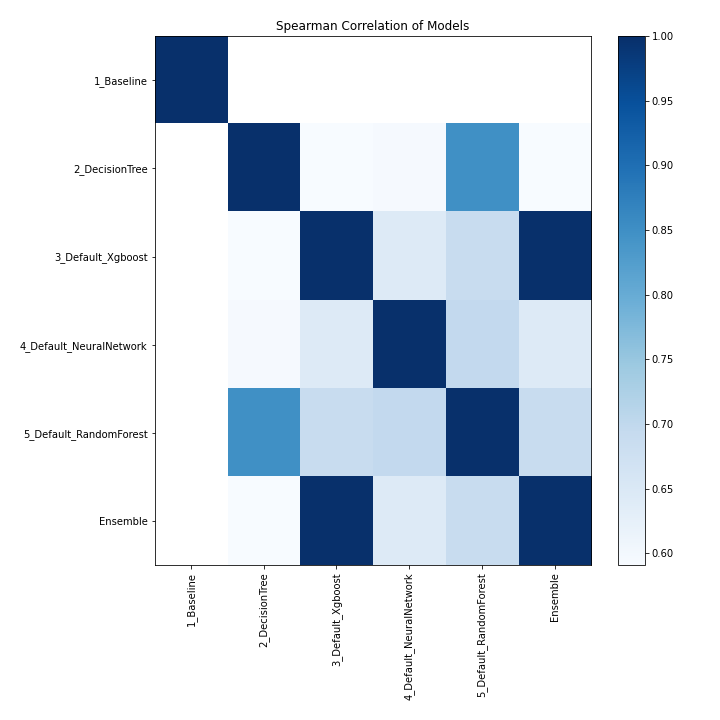 Spearman Correlation of Models
1_Baseline
2_DecisionTree
3_Default_Xgboost
4_Default_NeuralNetwork
5_Default_RandomForest
Ensemble
1_Baseline
2_DecisionTree
3_Default_Xgboost
4_Default_NeuralNetwork
5_Default_RandomForest
Ensemble
1.00
0.95
0.90
0.85
0.80
0.75
0.70
0.65
0.60